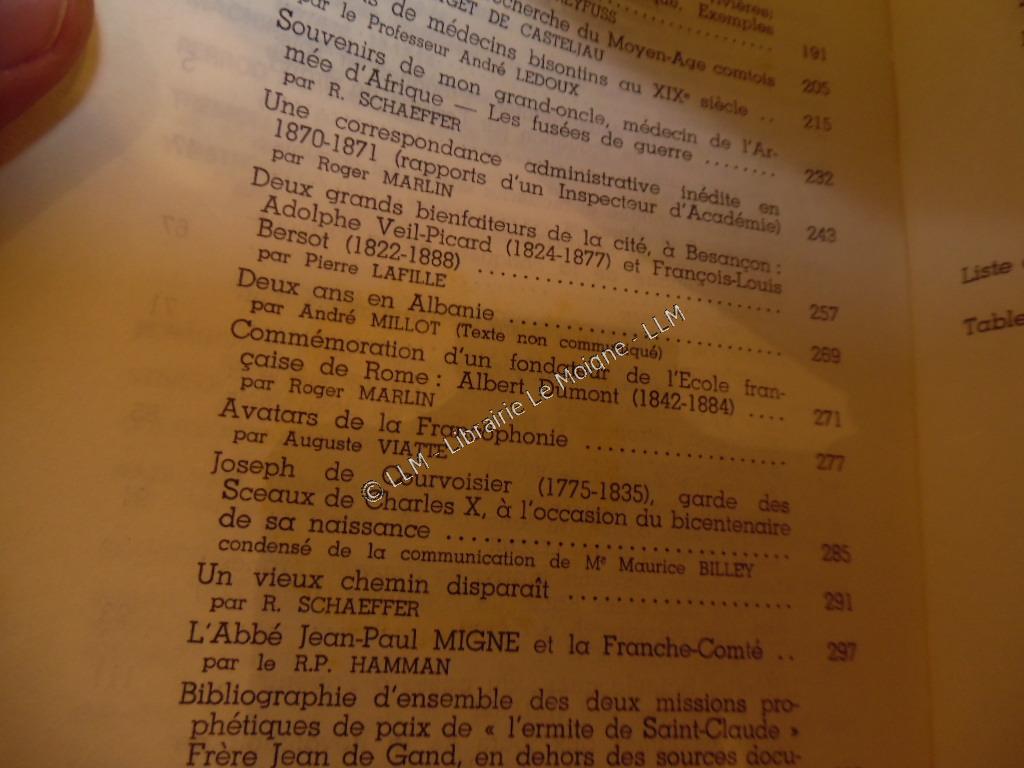 rivières;
Exemples
DREYFUSS
191
recherche du Moyen-Age comtois
GET DE CASTELJAU
205
de médecins bisontins au XIXe siècle ..
par le Professeur André LEDOUX
215
Souvenirs de mon grand-oncle, médecin de l'Ar-
mée d'Afrique — Les fusées de guerre ........
par R. SCHAEFFER
232
Une correspondance administrative inédite en
1870-1871 (rapports d'un Inspecteur d'Académie)
par Roger MARLIN
243
Deux grands bienfaiteurs de la cité, à Besançon :
Adolphe Veil-Picard (1824-1877) et François-Louis
Bersot (1822-1888) ..............................
par Pierre LAFILLE
257
Deux ans en Albanie ..............................
par André MILLOT (Texte non communiqué)
269
Commémoration d'un fondateur de l'Ecole fran-
çaise de Rome : Albert Dumont (1842-1884) ....
par Roger MARLIN
271
Avatars de la Francophonie ....................
par Auguste VIATTE
277
Joseph de Courvoisier (1775-1835), garde des
Sceaux de Charles X, à l'occasion du bicentenaire
de sa naissance ..................................
condensé de la communication de Me Maurice BILLEY
285
Un vieux chemin disparaît ......................
par R. SCHAEFFER
291
L'Abbé Jean-Paul MIGNE et la Franche-Comté ..
par le R.P. HAMMAN
297
Bibliographie d'ensemble des deux missions pro-
phétiques de paix de « l'ermite de Saint-Claude »
Frère Jean de Gand, en dehors des sources docu-
Liste
Table
© LLM - Librairie Le Moigne - LLM